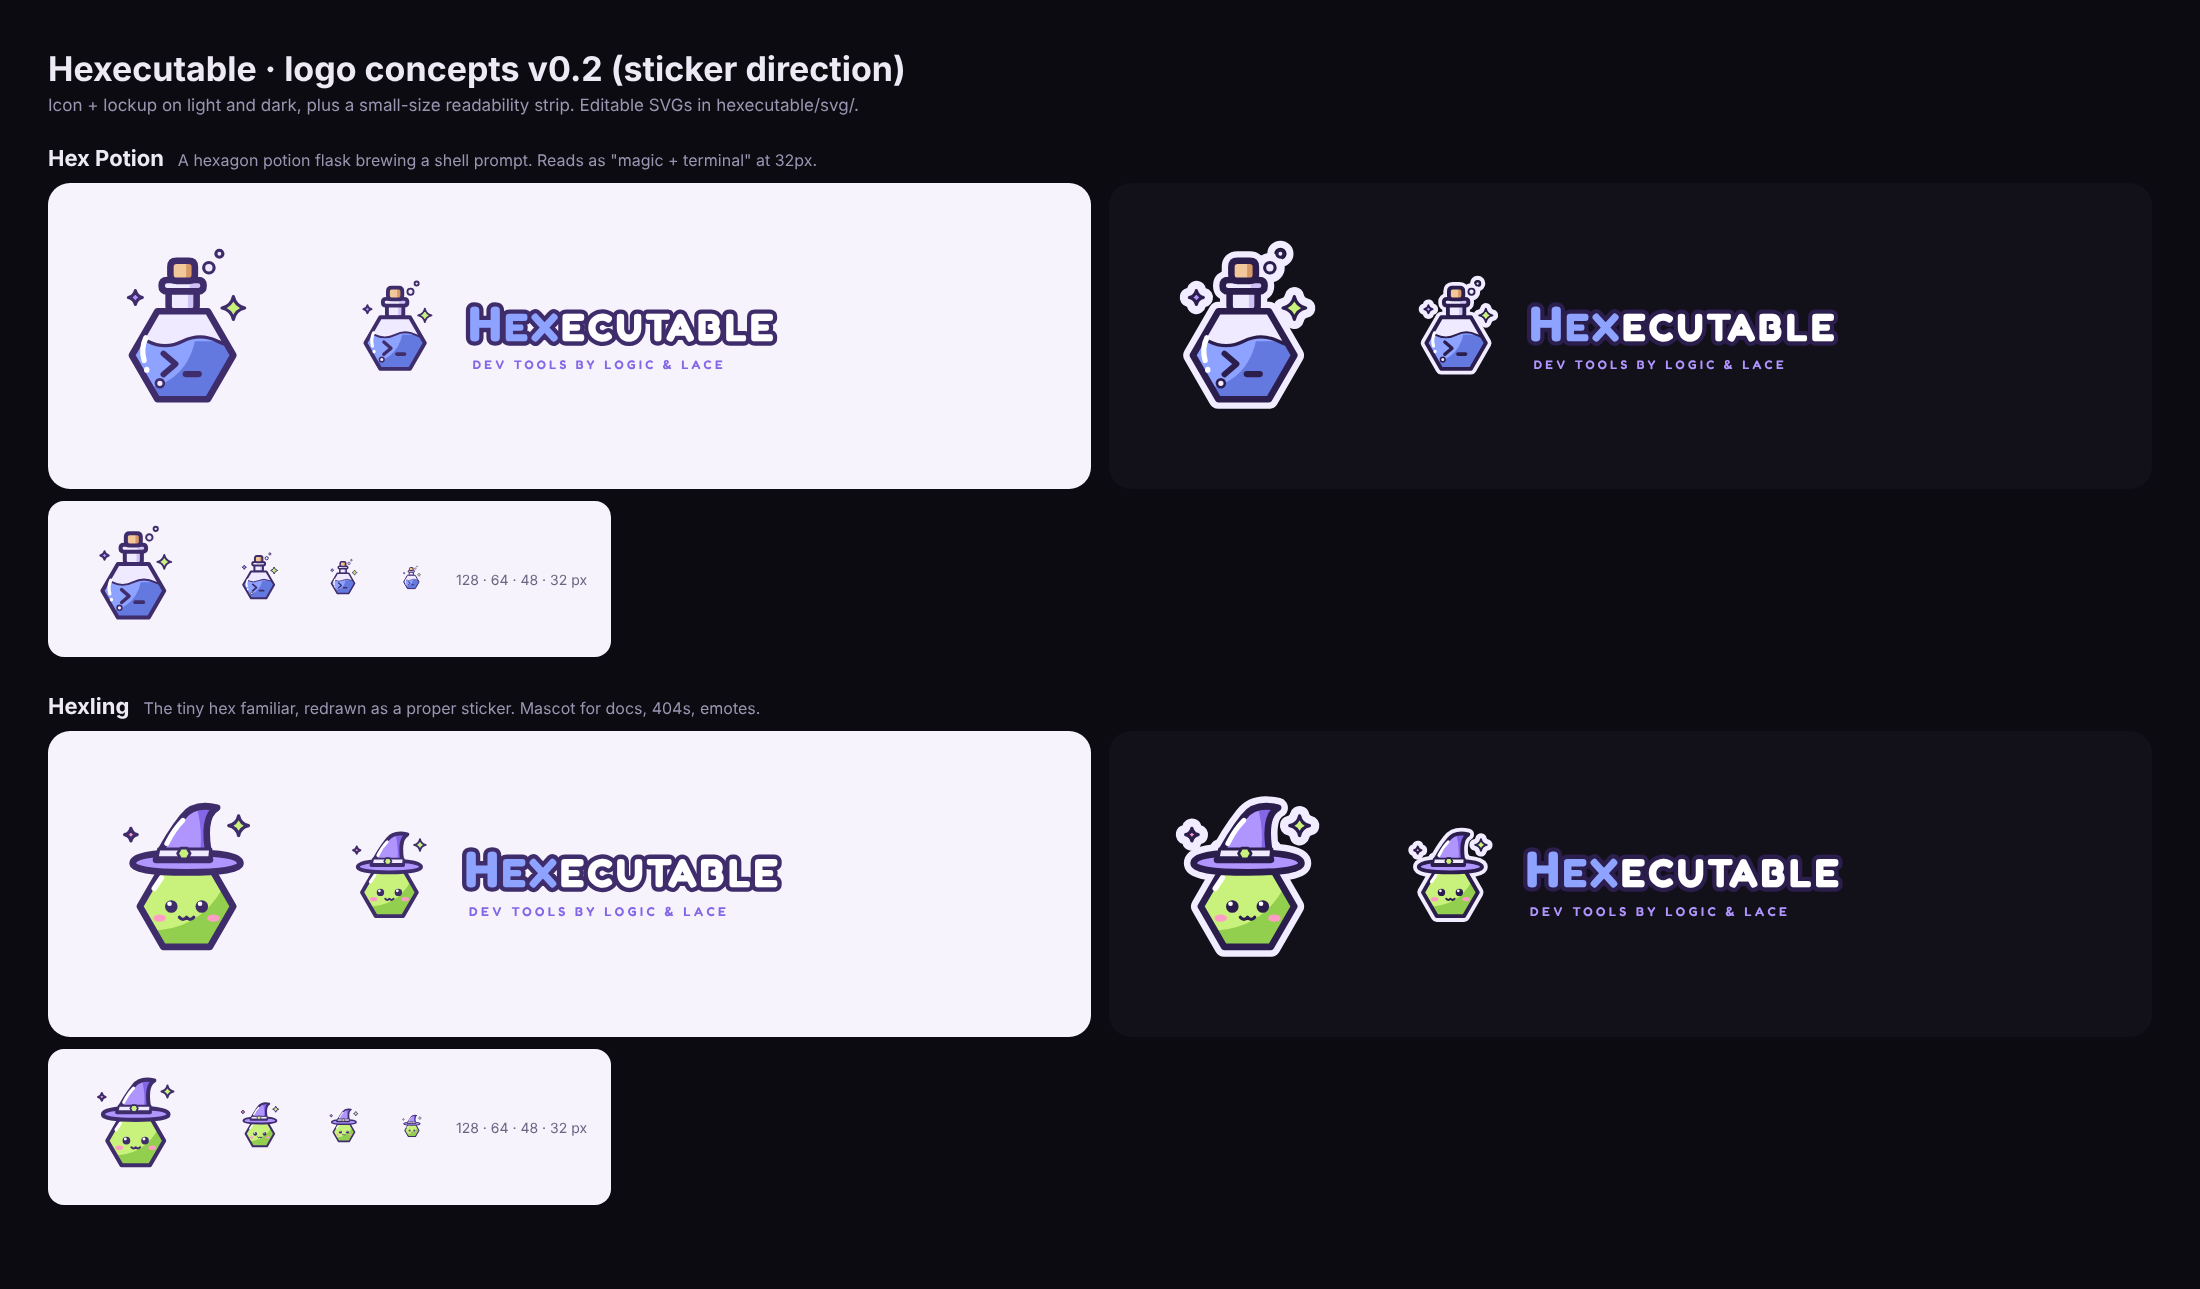 Hexecutable · logo concepts v0.2 (sticker direction)
Icon + lockup on light and dark, plus a small-size readability strip. Editable SVGs in hexecutable/svg/.
Hex Potion A hexagon potion flask brewing a shell prompt. Reads as "magic + terminal" at 32px.
HEXECUTABLE
DEV TOOLS BY LOGIC & LACE
HEXECUTABLE
DEV TOOLS BY LOGIC & LACE
128 · 64 · 48 · 32 px
Hexling The tiny hex familiar, redrawn as a proper sticker. Mascot for docs, 404s, emotes.
HEXECUTABLE
DEV TOOLS BY LOGIC & LACE
HEXECUTABLE
DEV TOOLS BY LOGIC & LACE
128 · 64 · 48 · 32 px